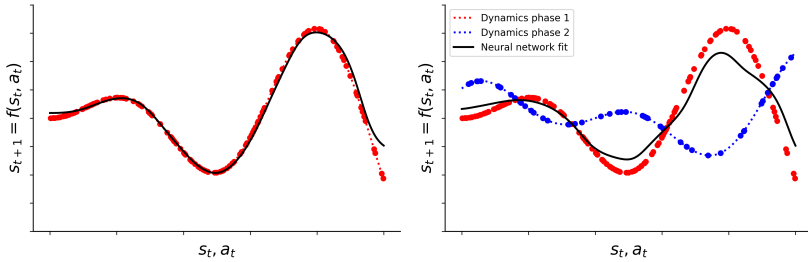 s_{t+1} = f(s_t, a_t)
s_t, a_t
Dynamics phase 1
Dynamics phase 2
Neural network fit
s_{t+1} = f(s_t, a_t)
s_t, a_t